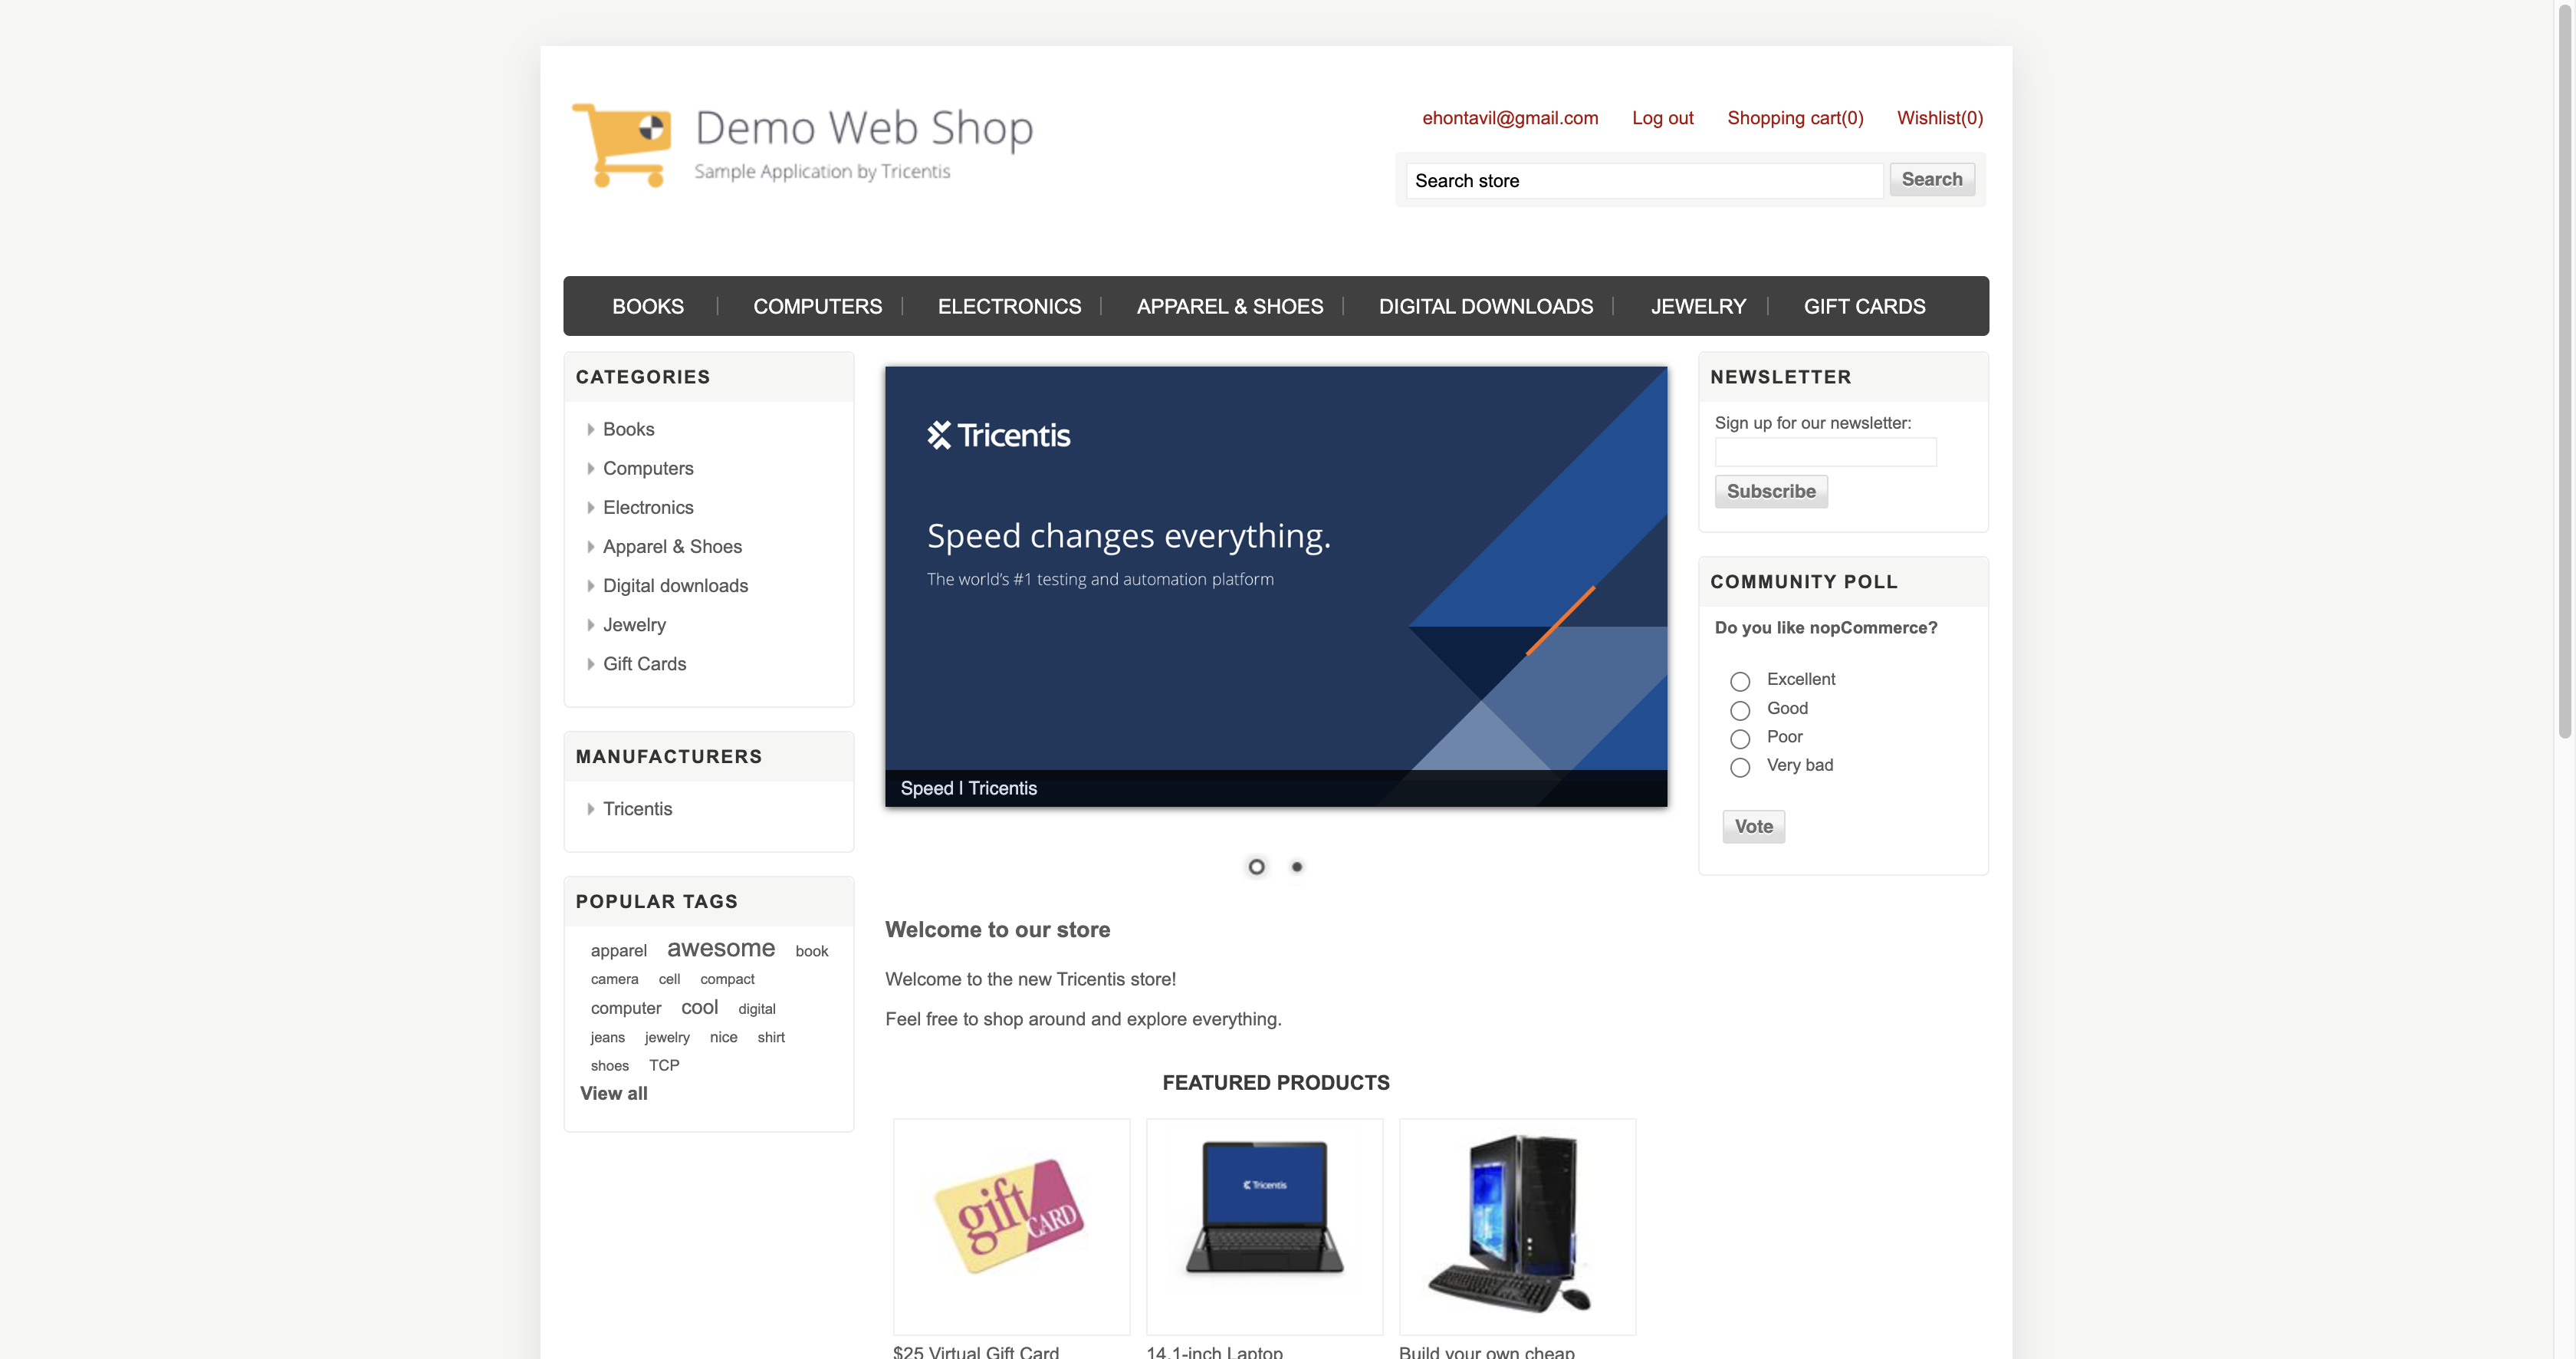 Demo Web Shop
Sample Application by Tricentis
ehontavil@gmail.com Log out Shopping cart(0) Wishlist(0)
Search store Search
BOOKS COMPUTERS ELECTRONICS APPAREL & SHOES DIGITAL DOWNLOADS JEWELRY GIFT CARDS
CATEGORIES
Books
Computers
Electronics
Apparel & Shoes
Digital downloads
Jewelry
Gift Cards
MANUFACTURERS
Tricentis
POPULAR TAGS
apparel awesome book
camera cell compact
computer cool digital
jeans jewelry nice shirt
shoes TCP
View all
Tricentis
Speed changes everything.
The world's #1 testing and automation platform
Speed | Tricentis
Welcome to our store
Welcome to the new Tricentis store!
Feel free to shop around and explore everything.
FEATURED PRODUCTS
gift CARD
Tricentis
$25 Virtual Gift Card
14.1-inch Laptop
Build your own cheap
NEWSLETTER
Sign up for our newsletter:
Subscribe
COMMUNITY POLL
Do you like nopCommerce?
Excellent
Good
Poor
Very bad
Vote